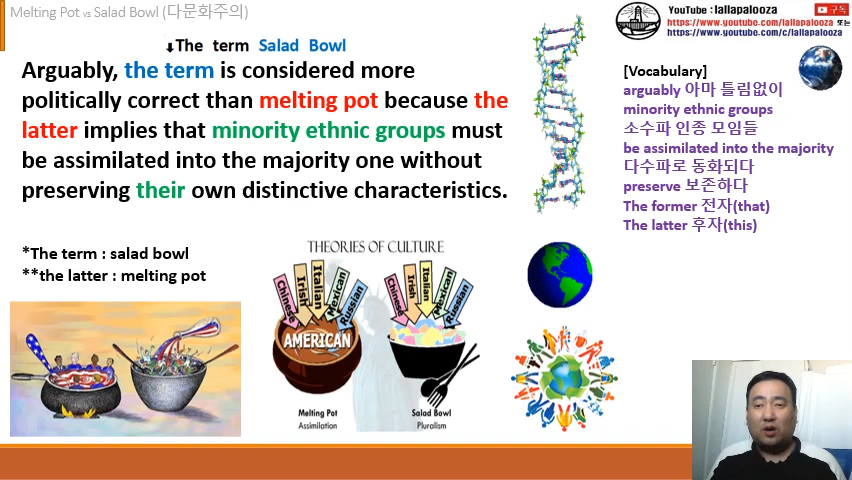 Melting Pot vs Salad Bowl (다문화주의)
↓The term Salad Bowl
Arguably, the term is considered more
politically correct than melting pot because the
latter implies that minority ethnic groups must
be assimilated into the majority one without
preserving their own distinctive characteristics.
*The term : salad bowl
**the latter : melting pot
THEORIES OF CULTURE
Chinese
Irish
Italian
Mexican
Russian
AMERICAN
Chinese
Irish
Italian
Mexican
Russian
Melting Pot
Assimilation
Salad Bowl
Pluralism
YouTube : lallapalooza
구독
https://www.youtube.com/lallapalooza 또는
https://www.youtube.com/c/lallapalooza
[Vocabulary]
arguably 아마 틀림없이
minority ethnic groups
소수파 인종 모임들
be assimilated into the majority
다수파로 동화되다
preserve 보존하다
The former 전자(that)
The latter 후자(this)